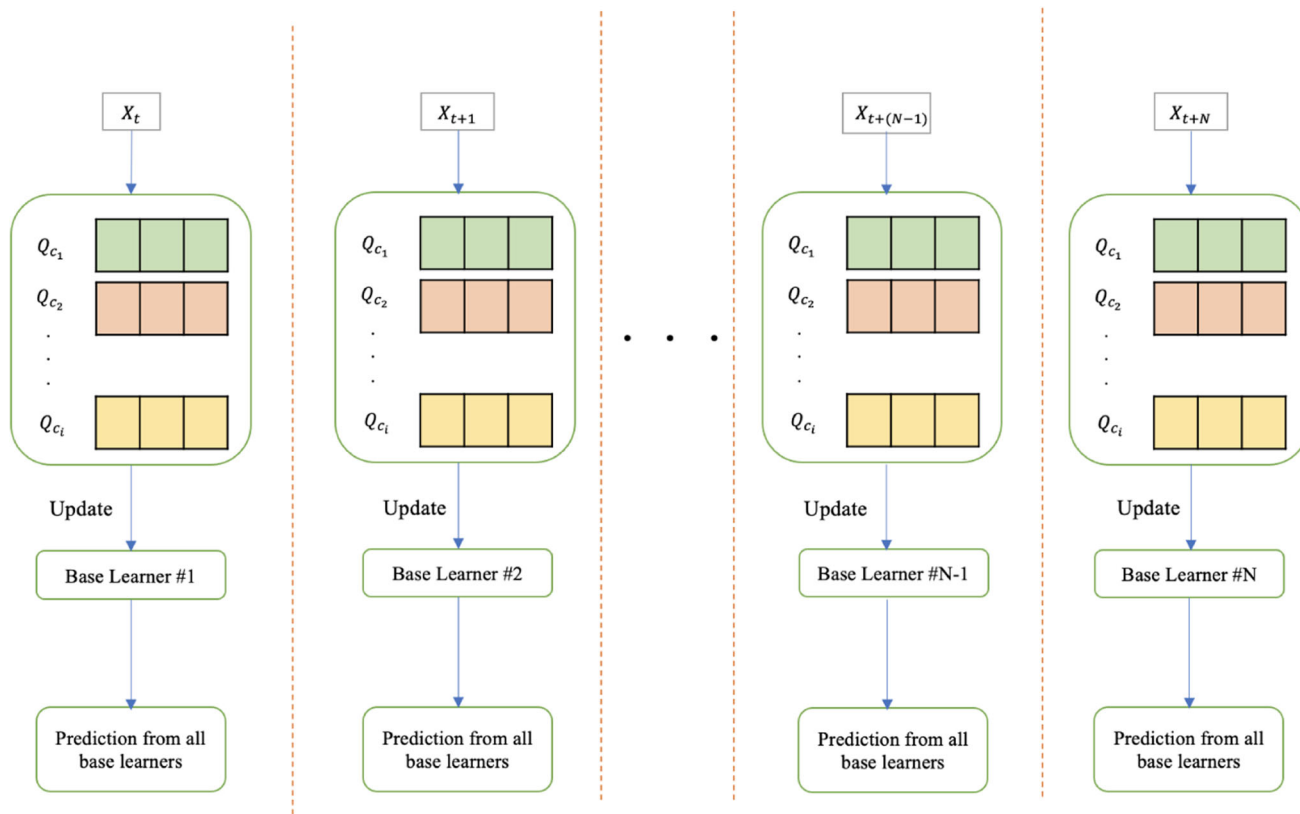 X_t
Q_{c_1}
Q_{c_2}
.
.
.
Q_{c_i}
Update
Base Learner #1
Prediction from all
base learners
X_{t+1}
Q_{c_1}
Q_{c_2}
.
.
.
Q_{c_i}
Update
Base Learner #2
Prediction from all
base learners
. . .
X_{t+(N-1)}
Q_{c_1}
Q_{c_2}
.
.
.
Q_{c_i}
Update
Base Learner #N-1
Prediction from all
base learners
X_{t+N}
Q_{c_1}
Q_{c_2}
.
.
.
Q_{c_i}
Update
Base Learner #N
Prediction from all
base learners